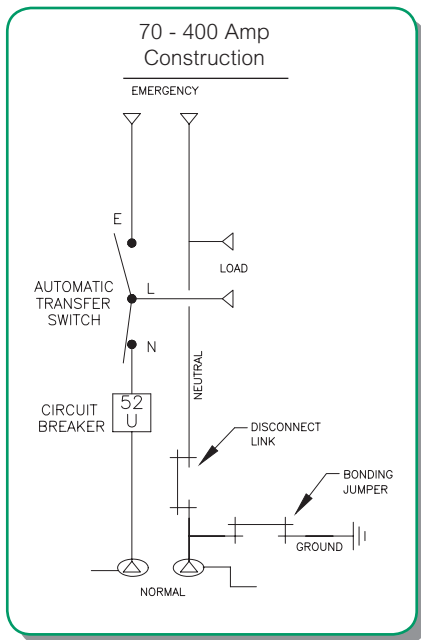 70 - 400 Amp
Construction
EMERGENCY
E
LOAD
L
AUTOMATIC
TRANSFER
SWITCH
N
NEUTRAL
52
U
CIRCUIT
BREAKER
DISCONNECT
LINK
BONDING
JUMPER
GROUND
NORMAL